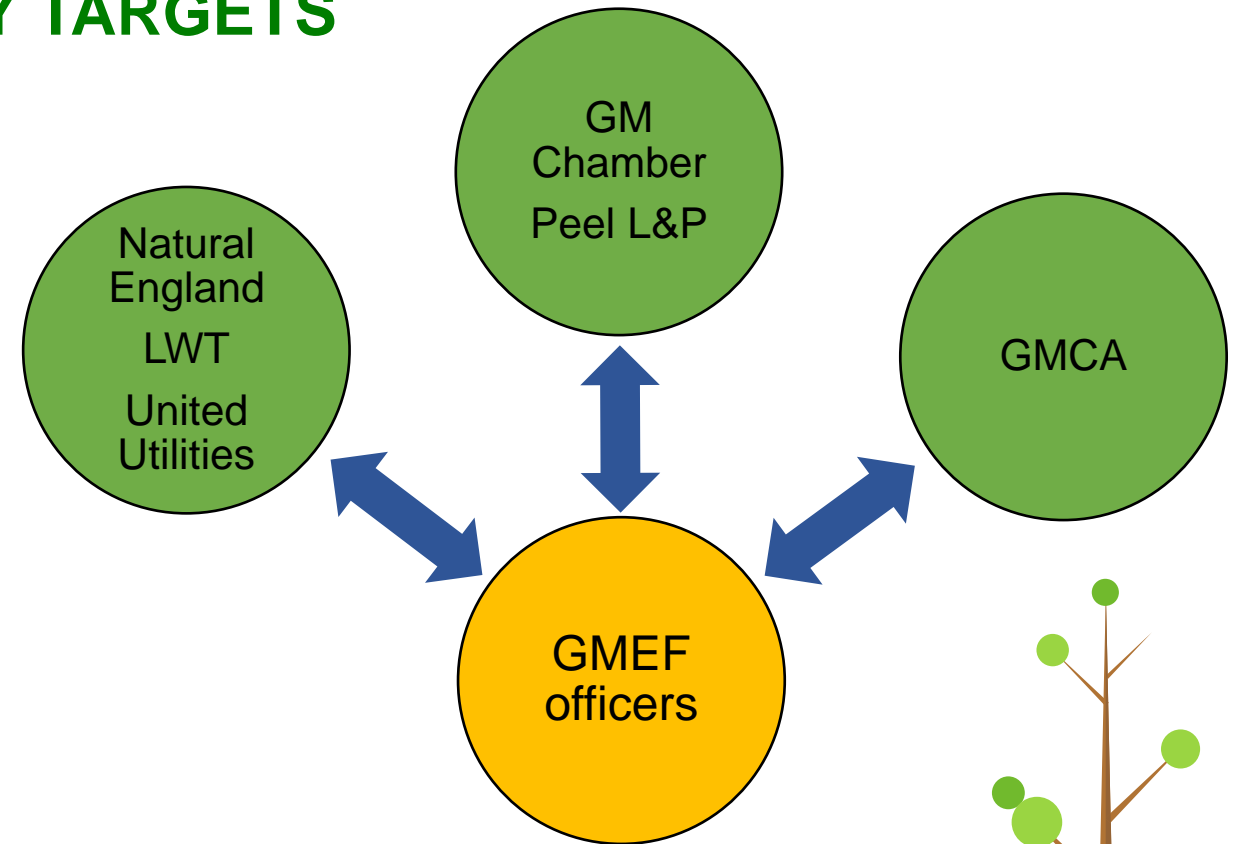 Y TARGETS
GM
Chamber
Peel L&P
Natural
England
LWT
United
Utilities
GMCA
GMEF
officers